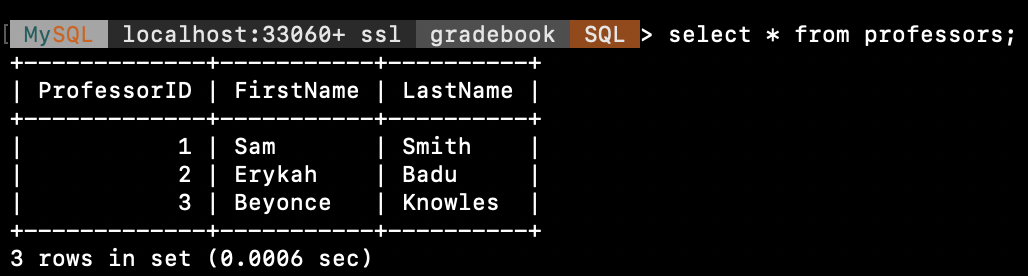 MySQL localhost:33060+ ssl gradebook SQL > select * from professors;
+-------------+-----------+----------+
| ProfessorID | FirstName | LastName |
+-------------+-----------+----------+
|           1 | Sam       | Smith    |
|           2 | Erykah    | Badu     |
|           3 | Beyonce   | Knowles  |
+-------------+-----------+----------+
3 rows in set (0.0006 sec)